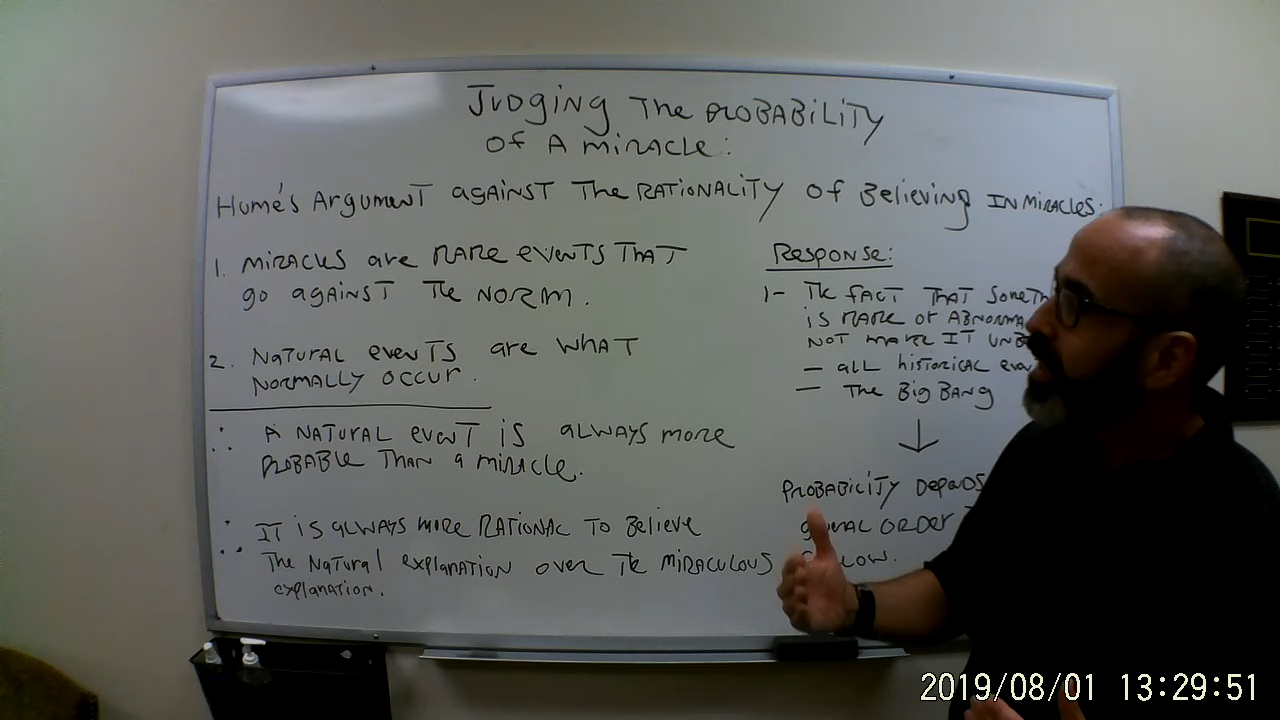 Judging The Probability
of A miracle:
Hume's Argument against The Rationality of Believing In Miracles:
1. Miracles are rare events that
go against the norm.
2. Natural events are what
normally occur.
∴ A natural event is always more
probable than a miracle.
∴ It is always more rational to believe
The Natural explanation over the miraculous
explanation.
Response:
1- The fact that
is rare or
not make it
- all historical
- The Big Bang
↓
Probability depends
order
low.
2019/08/01 13:29:51